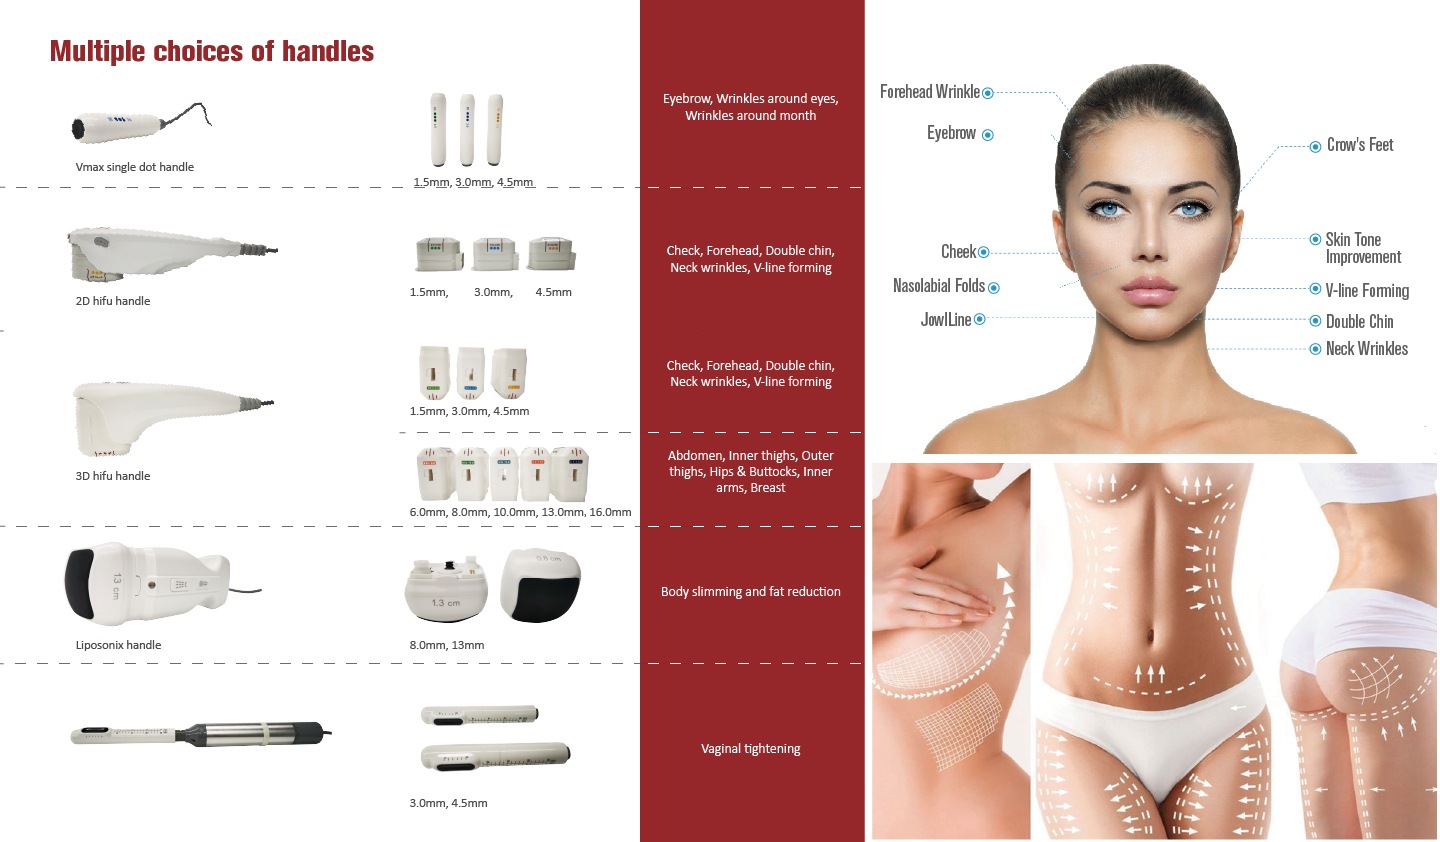 Multiple choices of handles
Vmax single dot handle
1.5mm, 3.0mm, 4.5mm
Eyebrow, Wrinkles around eyes,
Wrinkles around month
2D hifu handle
1.5mm, 3.0mm, 4.5mm
Check, Forehead, Double chin,
Neck wrinkles, V-line forming
3D hifu handle
1.5mm, 3.0mm, 4.5mm
Check, Forehead, Double chin,
Neck wrinkles, V-line forming
6.0mm, 8.0mm, 10.0mm, 13.0mm, 16.0mm
Abdomen, Inner thighs, Outer
thighs, Hips & Buttocks, Inner
arms, Breast
1.3 cm
Liposonix handle
1.3 cm
0.8 cm
8.0mm, 13mm
Body slimming and fat reduction
3.0mm, 4.5mm
Vaginal tightening
Forehead Wrinkle
Eyebrow
Cheek
Nasolabial Folds
JowlLine
Crow's Feet
Skin Tone
Improvement
V-line Forming
Double Chin
Neck Wrinkles